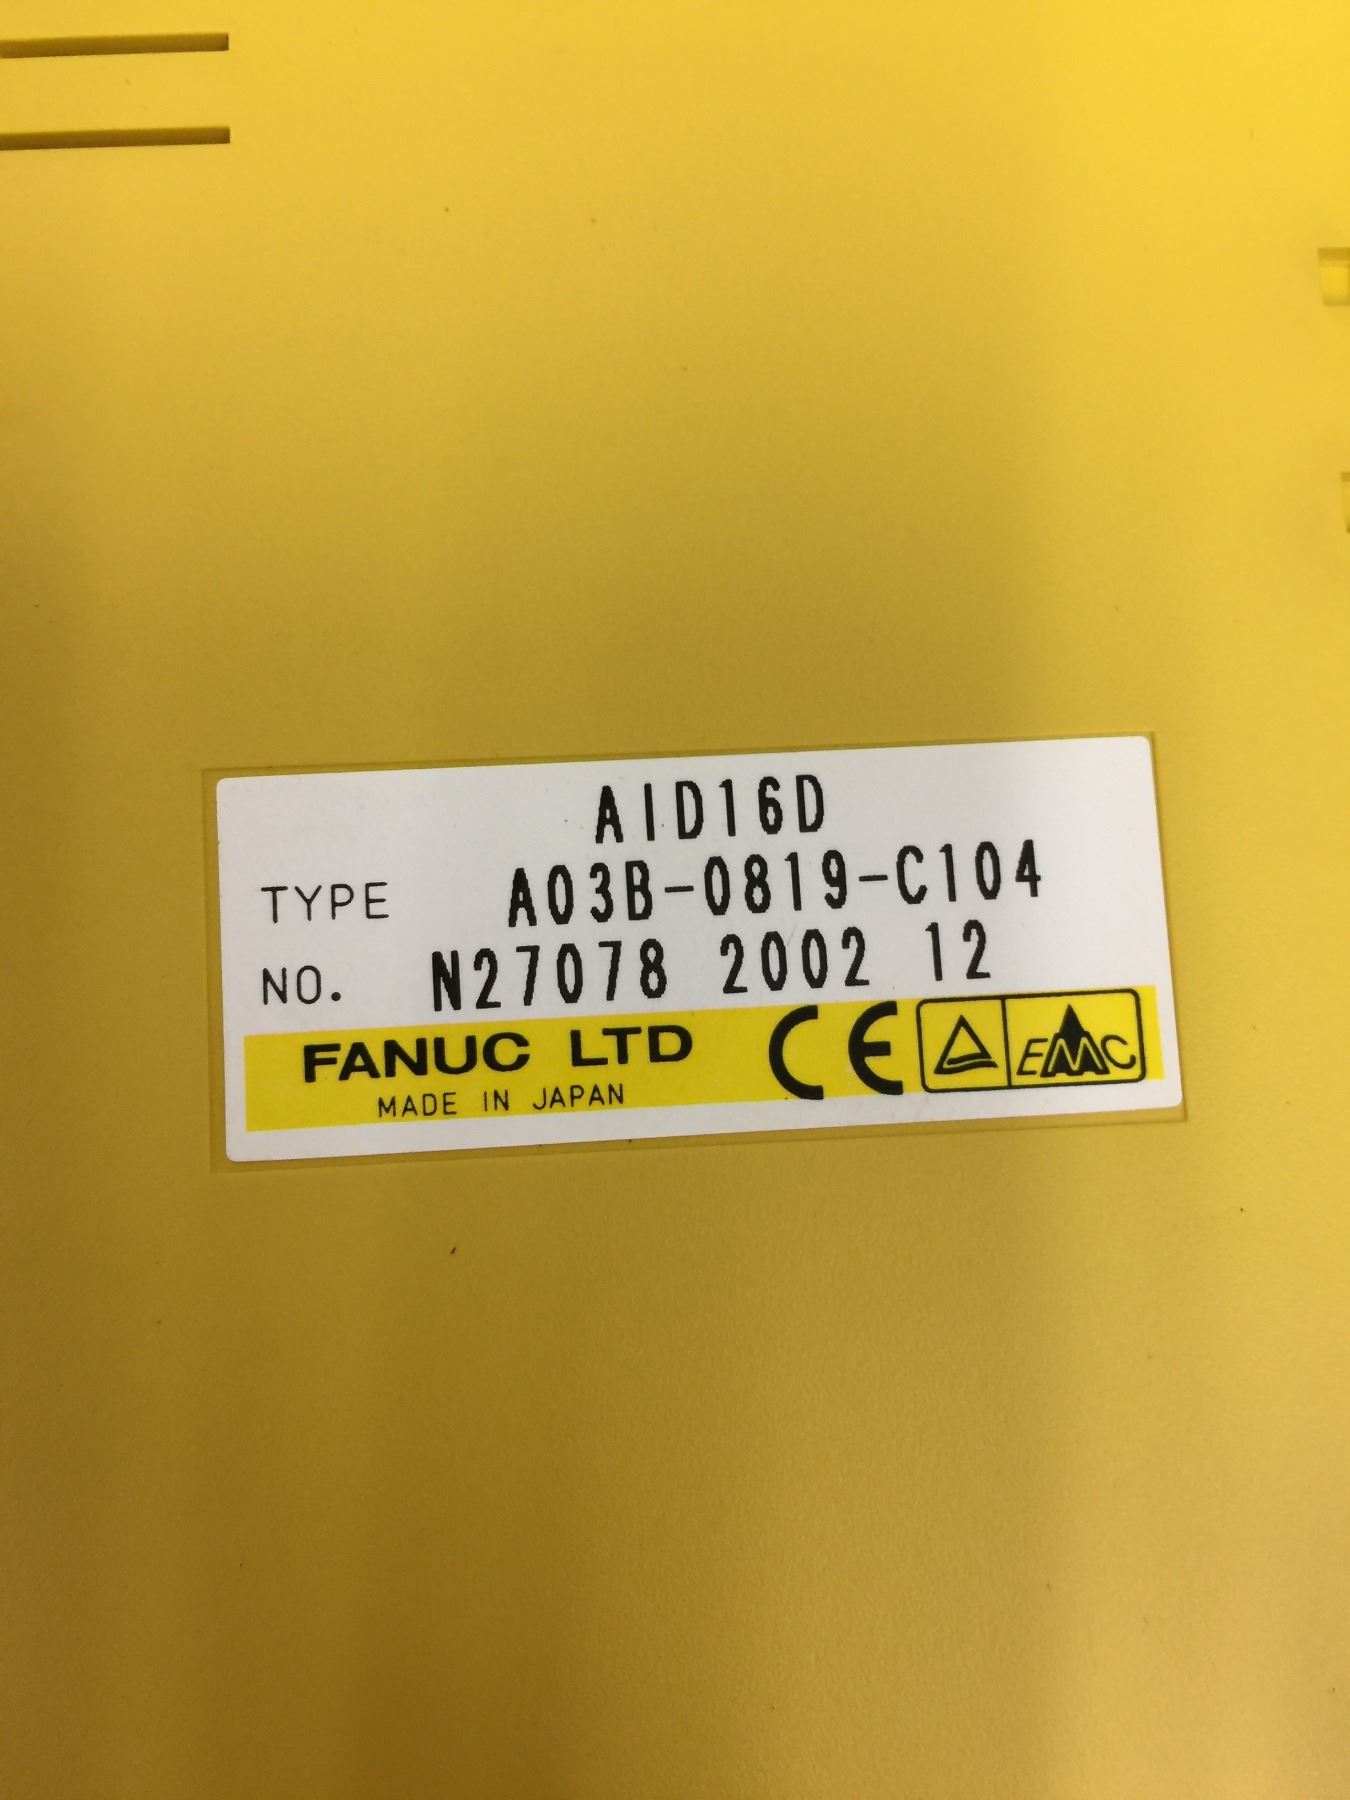 AID16D
TYPE A03B-0819-C104
NO. N27078 2002 12
FANUC LTD CE EMC
MADE IN JAPAN